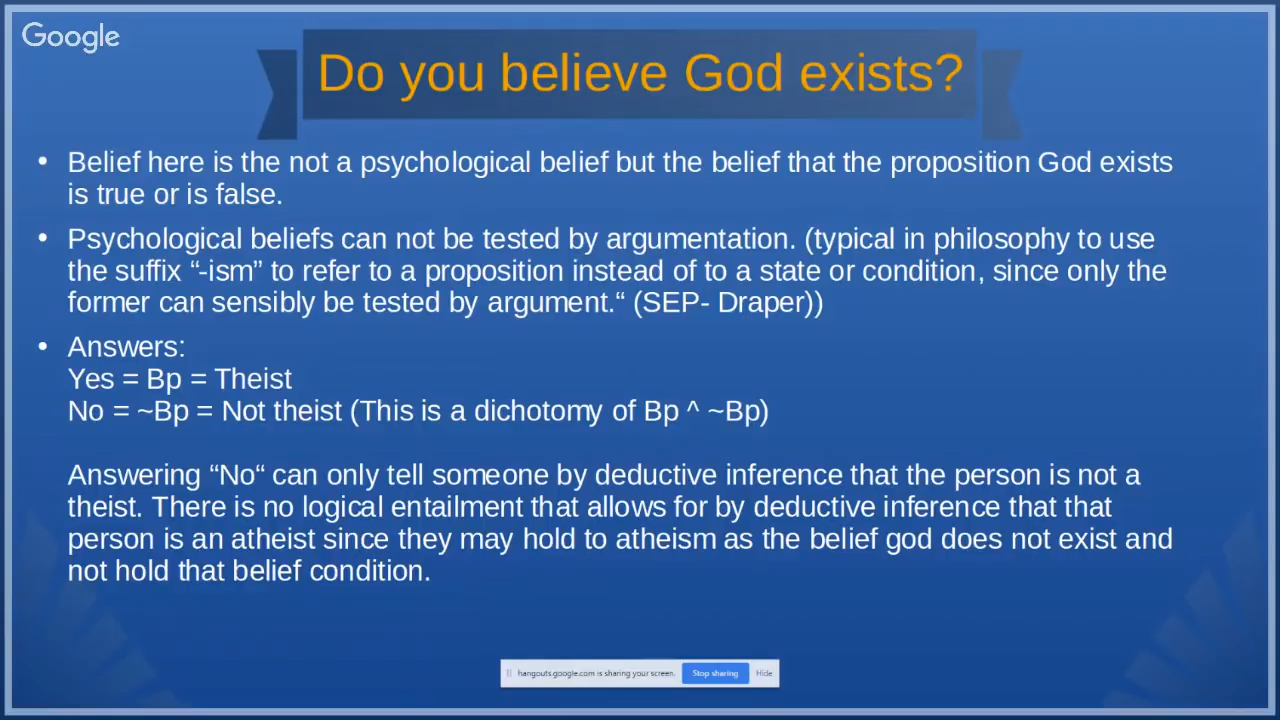 Google
Do you believe God exists?
• Belief here is the not a psychological belief but the belief that the proposition God exists
is true or is false.
• Psychological beliefs can not be tested by argumentation. (typical in philosophy to use
the suffix “-ism” to refer to a proposition instead of to a state or condition, since only the
former can sensibly be tested by argument.“ (SEP- Draper))
• Answers:
Yes = Bp = Theist
No = ~Bp = Not theist (This is a dichotomy of Bp ^ ~Bp)
Answering “No“ can only tell someone by deductive inference that the person is not a
theist. There is no logical entailment that allows for by deductive inference that that
person is an atheist since they may hold to atheism as the belief god does not exist and
not hold that belief condition.
hangouts.google.com is sharing your screen. Stop sharing Hide